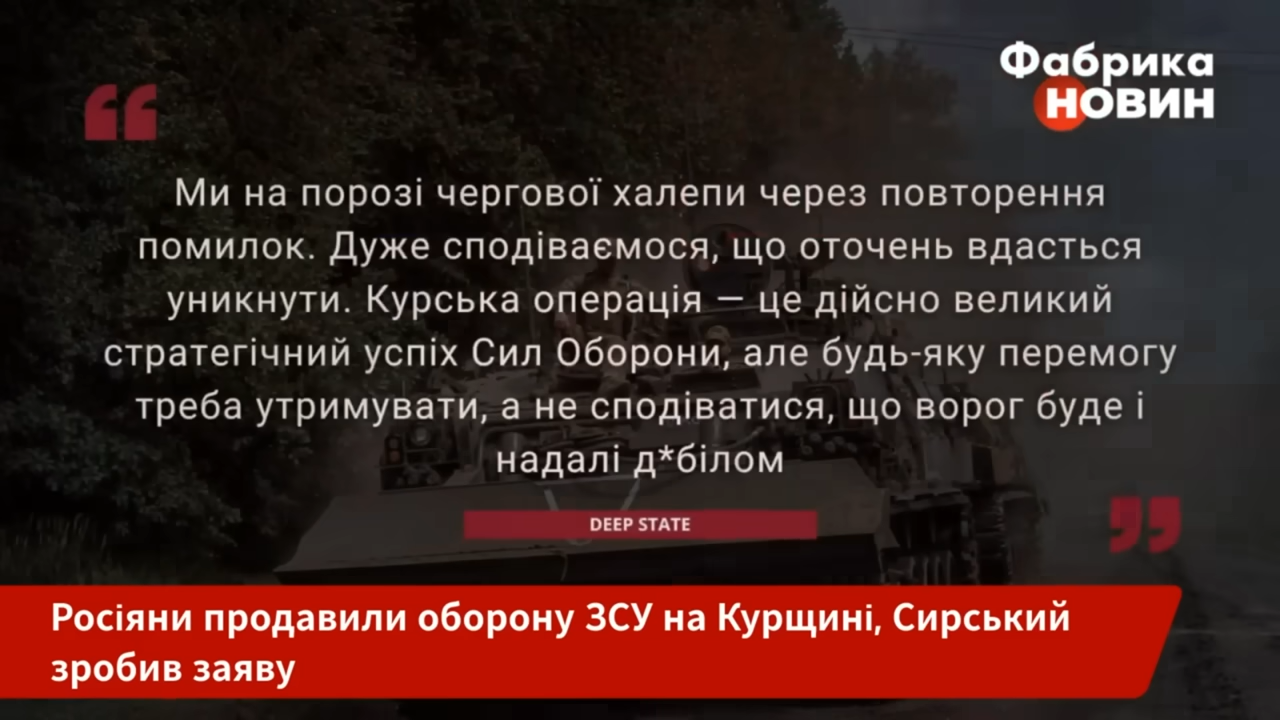 Фабрика
НОВИН
Ми на порозі чергової халепи через повторення
помилок. Дуже сподіваємося, що оточень вдасться
уникнути. Курська операція — це дійсно великий
стратегічний успіх Сил Оборони, але будь-яку перемогу
треба утримувати, а не сподіватися, що ворог буде і
надалі д*білом
DEEP STATE
Росіяни продавили оборону ЗСУ на Курщині, Сирський
зробив заяву